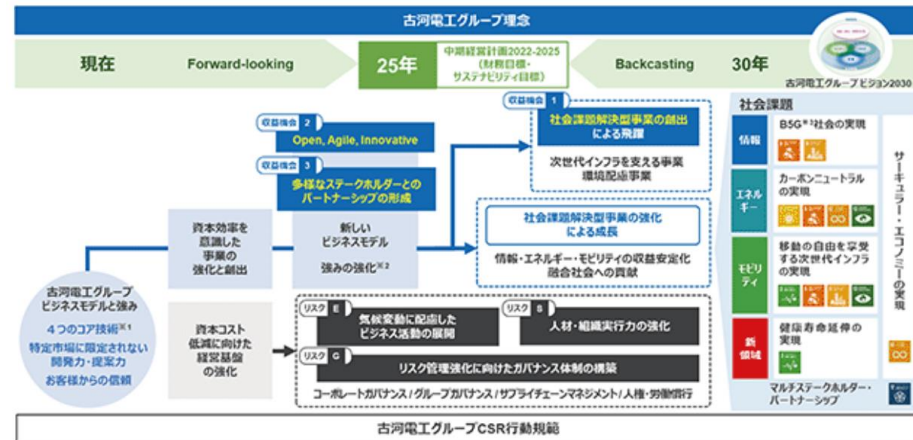 古河電工グループ理念
現在
Forward-looking
25年
中期経営計画2022-2025
(財務目標・
サステナビリティ目標)
Backcasting
30年
古河電工グループ ビジョン2030
収益機会 2
Open, Agile, Innovative
収益機会 3
多様なステークホルダーとの
パートナーシップの形成
収益機会 1
社会課題解決型事業の創出
による飛躍
次世代インフラを支える事業
環境配慮事業
資本効率を
意識した
事業の
強化と創出
新しい
ビジネスモデル
強みの強化※2
社会課題解決型事業の強化
による成長
情報・エネルギー・モビリティの収益安定化
融合社会への貢献
古河電工グループ
ビジネスモデルと強み
4つのコア技術※1
特定市場に限定されない
開発力・提案力
お客様からの信頼
資本コスト
低減に向けた
経営基盤
の強化
リスク E
気候変動に配慮した
ビジネス活動の展開
リスク S
人材・組織実行力の強化
リスク G
リスク管理強化に向けたガバナンス体制の構築
コーポレートガバナンス/グループガバナンス/サプライチェーンマネジメント/人権・労働慣行
社会課題
情報
B5G※3社会の実現
エネル
ギー
カーボンニュートラル
の実現
モビリ
ティ
移動の自由を享受
する次世代インフラ
の実現
新
領域
健康寿命延伸の
実現
サーキュラー・エコノミーの実現
マルチステークホルダー・
パートナーシップ
古河電工グループCSR行動規範